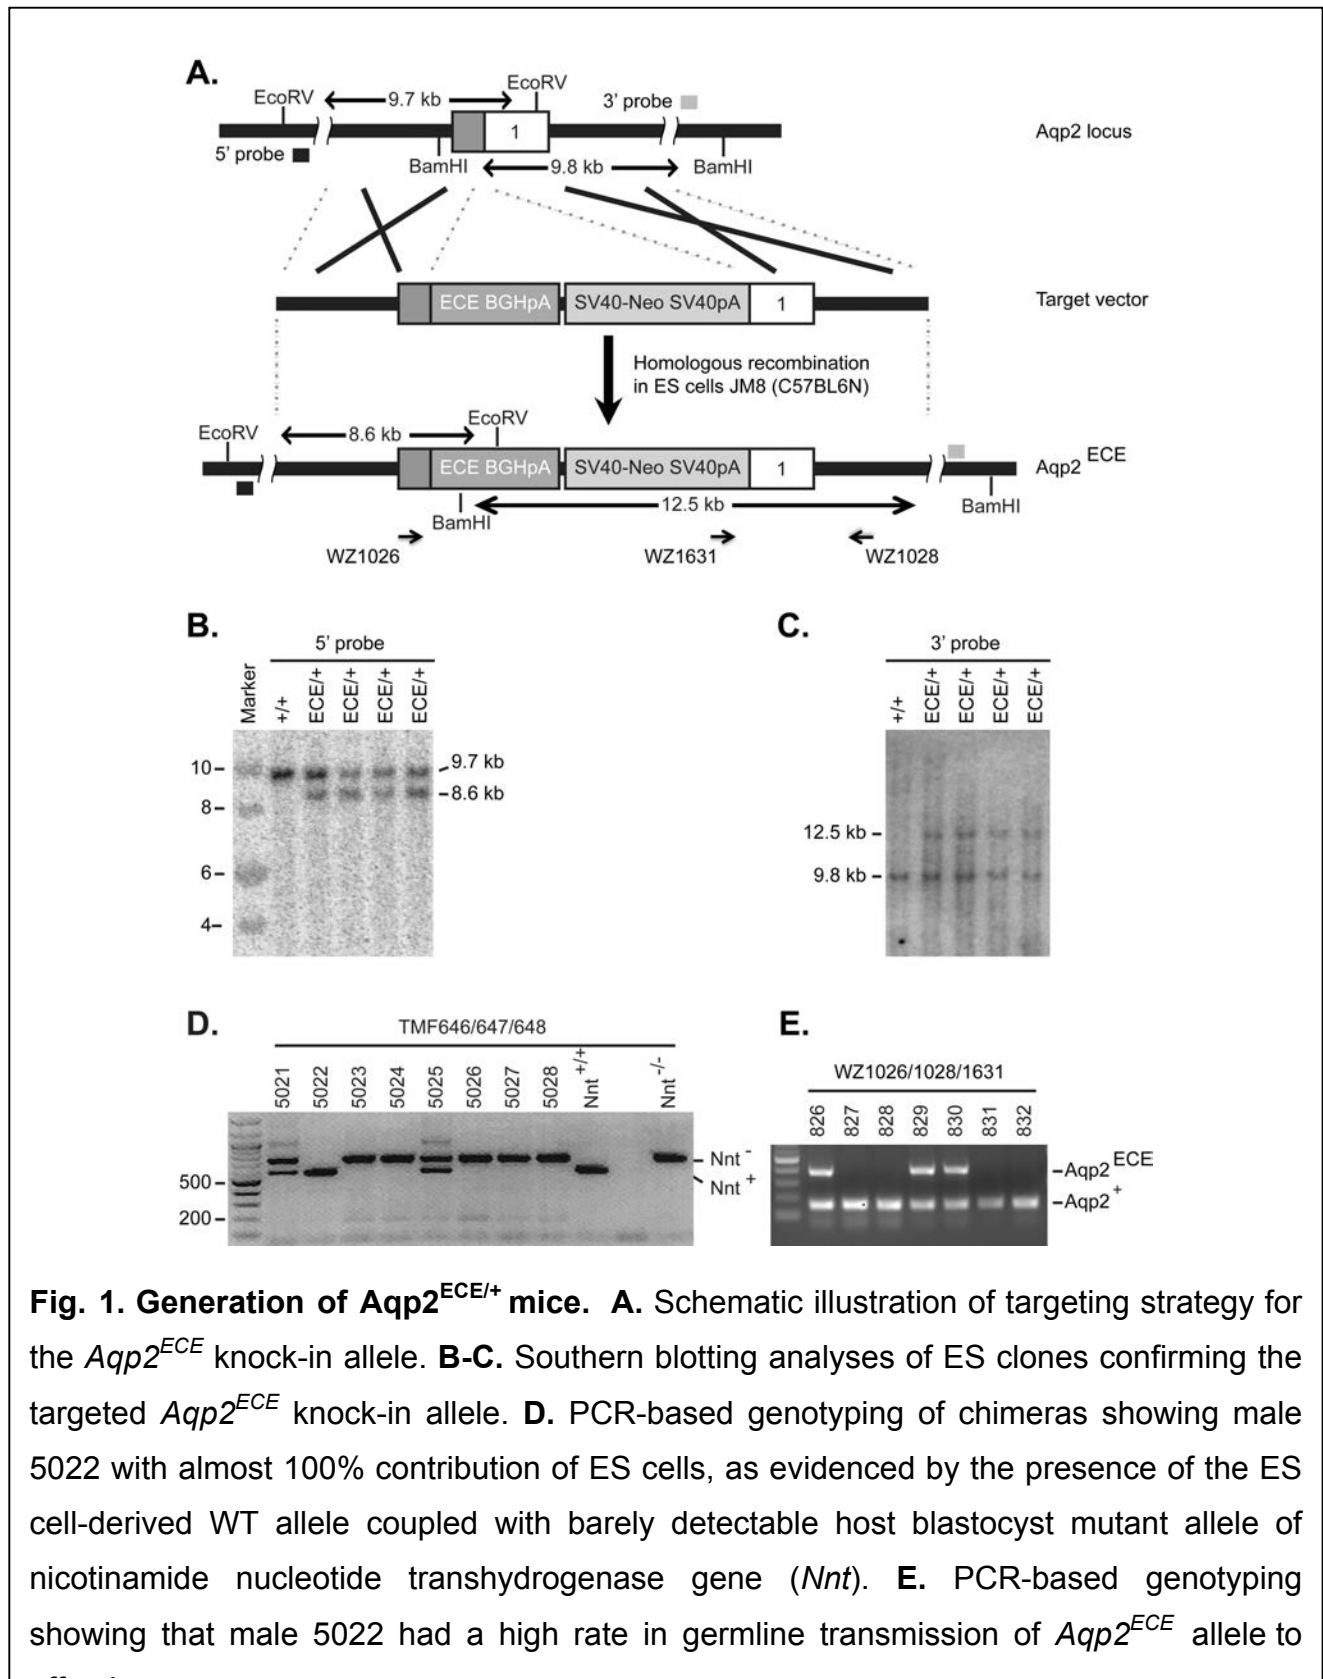 A.
EcoRV
9.7 kb
EcoRV
3’ probe
1
Aqp2 locus
5’ probe
BamHI
9.8 kb
BamHI
ECE BGHpA
SV40-Neo SV40pA
1
Target vector
Homologous recombination
in ES cells JM8 (C57BL6N)
EcoRV
8.6 kb
EcoRV
ECE BGHpA
SV40-Neo SV40pA
1
Aqp2 ECE
BamHI
12.5 kb
BamHI
WZ1026
WZ1631
WZ1028
B.
5’ probe
Marker
+/+
ECE/+
ECE/+
ECE/+
ECE/+
10
8
6
4
9.7 kb
8.6 kb
C.
3’ probe
+/+
ECE/+
ECE/+
ECE/+
ECE/+
12.5 kb
9.8 kb
D.
TMF646/647/648
5021
5022
5023
5024
5025
5026
5027
5028
Nnt +/+
Nnt -/-
500
200
Nnt -
Nnt +
E.
WZ1026/1028/1631
826
827
828
829
830
831
832
Aqp2 ECE
Aqp2 +
Fig. 1. Generation of Aqp2ECE/+ mice. A. Schematic illustration of targeting strategy for
the Aqp2ECE knock-in allele. B-C. Southern blotting analyses of ES clones confirming the
targeted Aqp2ECE knock-in allele. D. PCR-based genotyping of chimeras showing male
5022 with almost 100% contribution of ES cells, as evidenced by the presence of the ES
cell-derived WT allele coupled with barely detectable host blastocyst mutant allele of
nicotinamide nucleotide transhydrogenase gene (Nnt). E. PCR-based genotyping
showing that male 5022 had a high rate in germline transmission of Aqp2ECE allele to